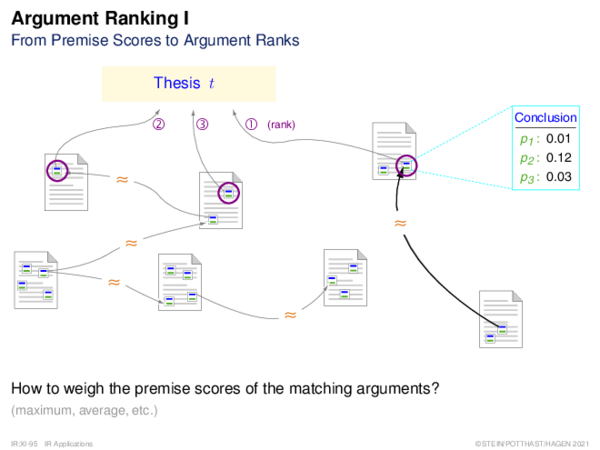 Argument Ranking I
From Premise Scores to Argument Ranks
Thesis t
② ③ ① (rank)
Conclusion
p1 : 0.01
p2 : 0.12
p3 : 0.03
≈
≈
≈
≈
≈
How to weigh the premise scores of the matching arguments?
(maximum, average, etc.)
IR:XI-95 IR Applications ©STEIN/POTTHAST/HAGEN 2021